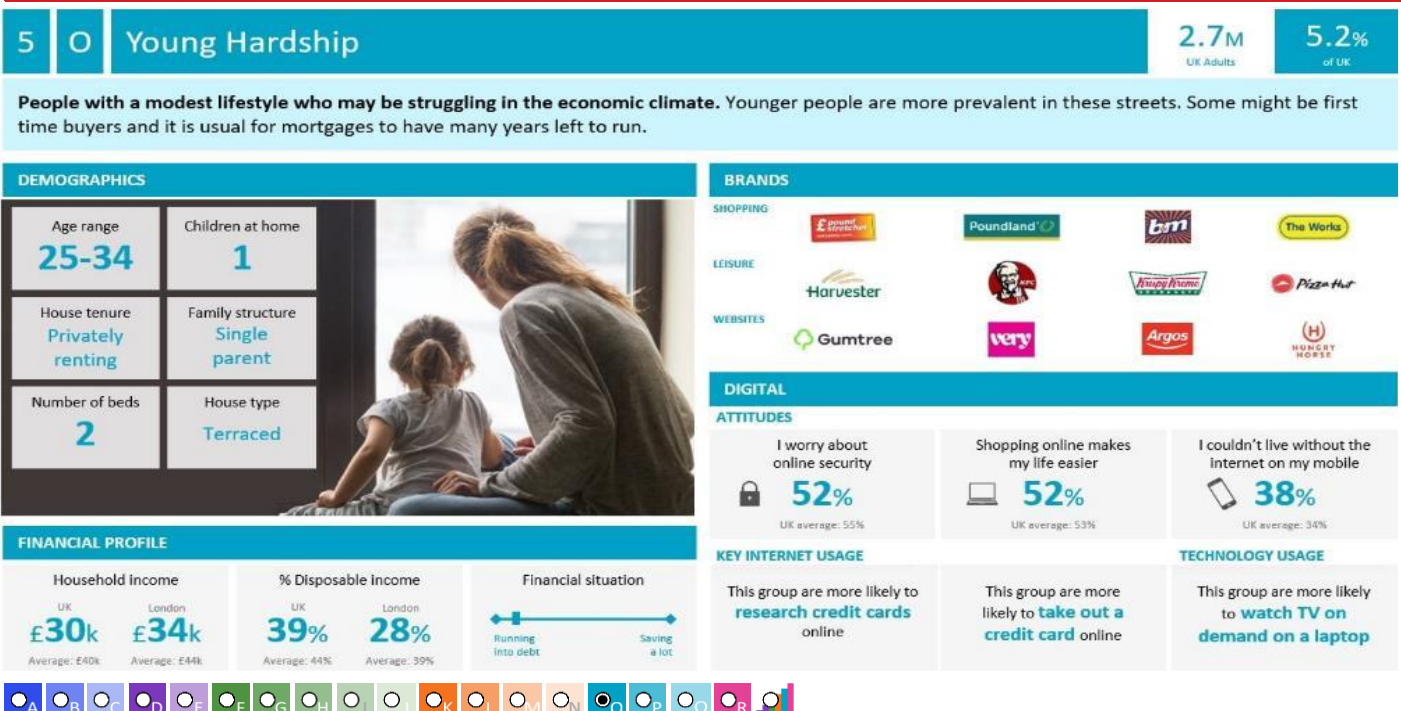 5 O Young Hardship
2.7M
UK Adults
5.2%
of UK
People with a modest lifestyle who may be struggling in the economic climate. Younger people are more prevalent in these streets. Some might be first
time buyers and it is usual for mortgages to have many years left to run.
DEMOGRAPHICS
Age range
25-34
Children at home
1
House tenure
Privately
renting
Family structure
Single
parent
Number of beds
2
House type
Terraced
FINANCIAL PROFILE
Household income
UK London
£30k £34k
Average: £40k Average: £44k
% Disposable income
UK London
39% 28%
Average: 44% Average: 39%
Financial situation
Running
into debt
Saving
a lot
BRANDS
SHOPPING
£ pound
stretcher
Poundland
bm
The Works
LEISURE
Harvester
KFC
Krispy Kreme
Pizza Hut
WEBSITES
Gumtree
very
Argos
H
HUNGRY
HORSE
DIGITAL
ATTITUDES
I worry about
online security
52%
UK average: 55%
Shopping online makes
my life easier
52%
UK average: 53%
I couldn't live without the
internet on my mobile
38%
UK average: 34%
KEY INTERNET USAGE
This group are more likely to
research credit cards
online
This group are more
likely to take out a
credit card online
TECHNOLOGY USAGE
This group are more likely
to watch TV on
demand on a laptop
A B C D E F G H I J K L M N O P Q R